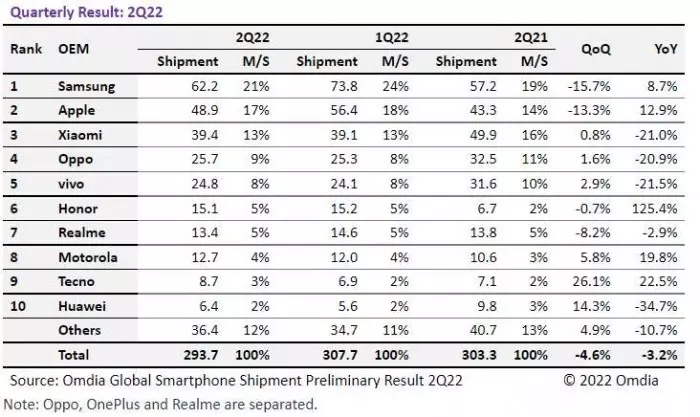 Quarterly Result: 2Q22
Rank OEM 2Q22 1Q22 2Q21 QoQ YoY
Shipment M/S Shipment M/S Shipment M/S
1 Samsung 62.2 21% 73.8 24% 57.2 19% -15.7% 8.7%
2 Apple 48.9 17% 56.4 18% 43.3 14% -13.3% 12.9%
3 Xiaomi 39.4 13% 39.1 13% 49.9 16% 0.8% -21.0%
4 Oppo 25.7 9% 25.3 8% 32.5 11% 1.6% -20.9%
5 vivo 24.8 8% 24.1 8% 31.6 10% 2.9% -21.5%
6 Honor 15.1 5% 15.2 5% 6.7 2% -0.7% 125.4%
7 Realme 13.4 5% 14.6 5% 13.8 5% -8.2% -2.9%
8 Motorola 12.7 4% 12.0 4% 10.6 3% 5.8% 19.8%
9 Tecno 8.7 3% 6.9 2% 7.1 2% 26.1% 22.5%
10 Huawei 6.4 2% 5.6 2% 9.8 3% 14.3% -34.7%
Others 36.4 12% 34.7 11% 40.7 13% 4.9% -10.7%
Total 293.7 100% 307.7 100% 303.3 100% -4.6% -3.2%
Source: Omdia Global Smartphone Shipment Preliminary Result 2Q22 © 2022 Omdia
Note: Oppo, OnePlus and Realme are separated.